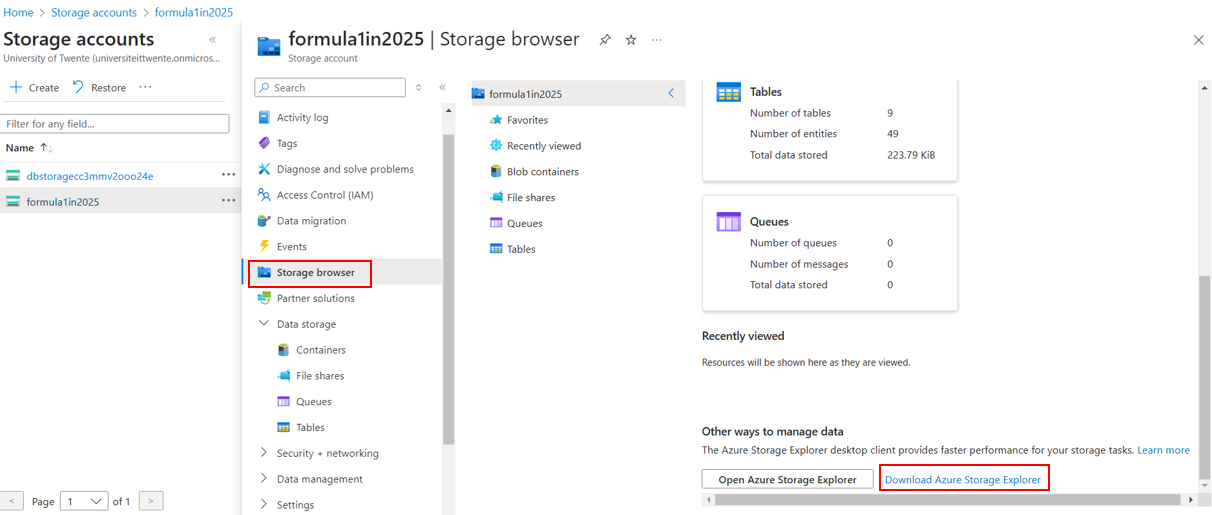 Home > Storage accounts > formula1in2025
Storage accounts
University of Twente (universiteittwente.onmicros...
Create Restore ...
Filter for any field...
Name
dbstoragecc3mmv2ooo24e ...
formula1in2025 ...
< Page 1 of 1 >
formula1in2025 | Storage browser ...
Storage account
Search
Activity log
Tags
Diagnose and solve problems
Access Control (IAM)
Data migration
Events
Storage browser
Partner solutions
Data storage
Containers
File shares
Queues
Tables
Security + networking
Data management
Settings
formula1in2025
Favorites
Recently viewed
Blob containers
File shares
Queues
Tables
Tables
Number of tables 9
Number of entities 49
Total data stored 223.79 KiB
Queues
Number of queues 0
Number of messages 0
Total data stored 0
Recently viewed
Resources will be shown here as they are viewed.
Other ways to manage data
The Azure Storage Explorer desktop client provides faster performance for your storage tasks. Learn more
Open Azure Storage Explorer Download Azure Storage Explorer